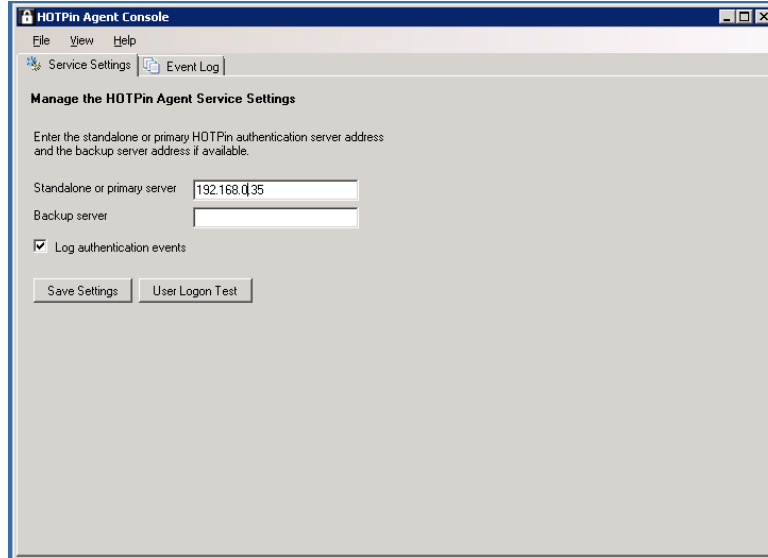 HOTPin Agent Console
File View Help
Service Settings Event Log
Manage the HOTPin Agent Service Settings
Enter the standalone or primary HOTPin authentication server address
and the backup server address if available.
Standalone or primary server 192.168.0.35
Backup server
Log authentication events
Save Settings User Logon Test